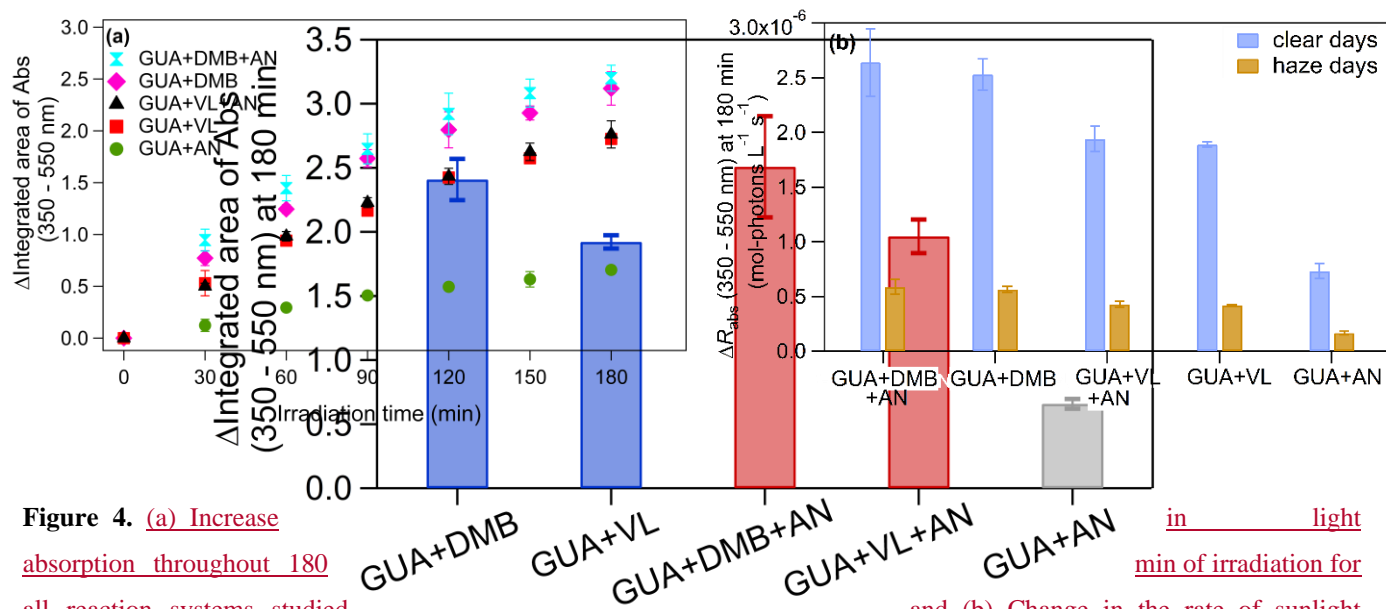 (a)
GUA+DMB+AN
GUA+DMB
GUA+VL+AN
GUA+VL
GUA+AN
ΔIntegrated area of Abs
(350 - 550 nm)
3.0
2.5
2.0
1.5
1.0
0.5
0.0
0
30
60
90
120
150
180
Irradiation time (min)
ΔIntegrated area of Abs
(350 - 550 nm) at 180 min
3.5
3.0
2.5
2.0
1.5
1.0
0.5
0.0
GUA+DMB
GUA+VL
GUA+DMB+AN
GUA+VL+AN
GUA+AN
(b)
clear days
haze days
ΔRabs (350 - 550 nm) at 180 min
(mol-photons L-1 s-1)
3.0x10-6
2.5
2.0
1.5
1.0
0.5
0.0
GUA+DMB
+AN
GUA+DMB
GUA+VL
+AN
GUA+VL
GUA+AN
Figure 4. (a) Increase in light
absorption throughout 180 min of irradiation for
all reaction systems studied and (b) Change in the rate of sunlight